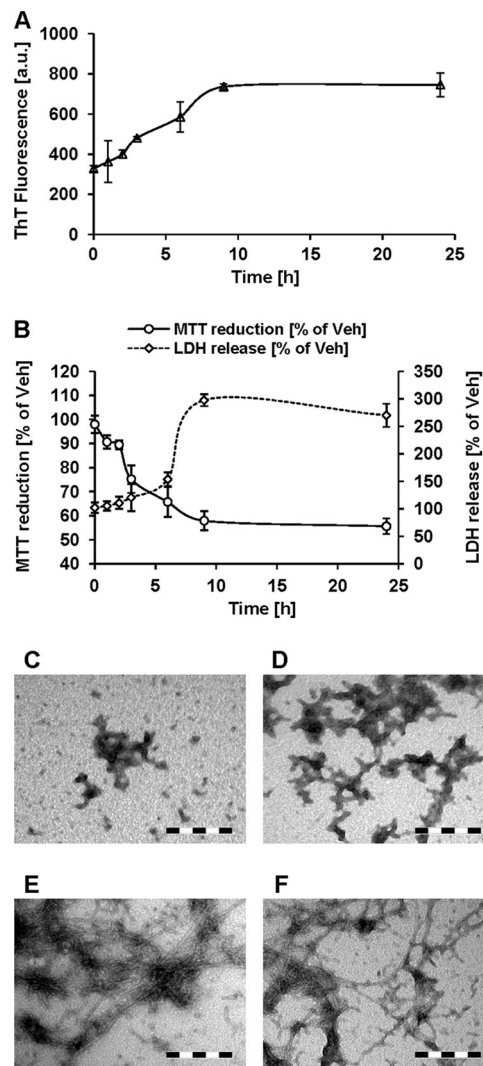 A
ThT Fluorescence [a.u.]
1000
800
600
400
200
0
0 5 10 15 20 25
Time [h]
B
MTT reduction [% of Veh]
LDH release [% of Veh]
MTT reduction [% of Veh]
120
110
100
90
80
70
60
50
40
350
300
250
200
150
100
50
0
LDH release [% of Veh]
0 5 10 15 20 25
Time [h]
C
D
E
F